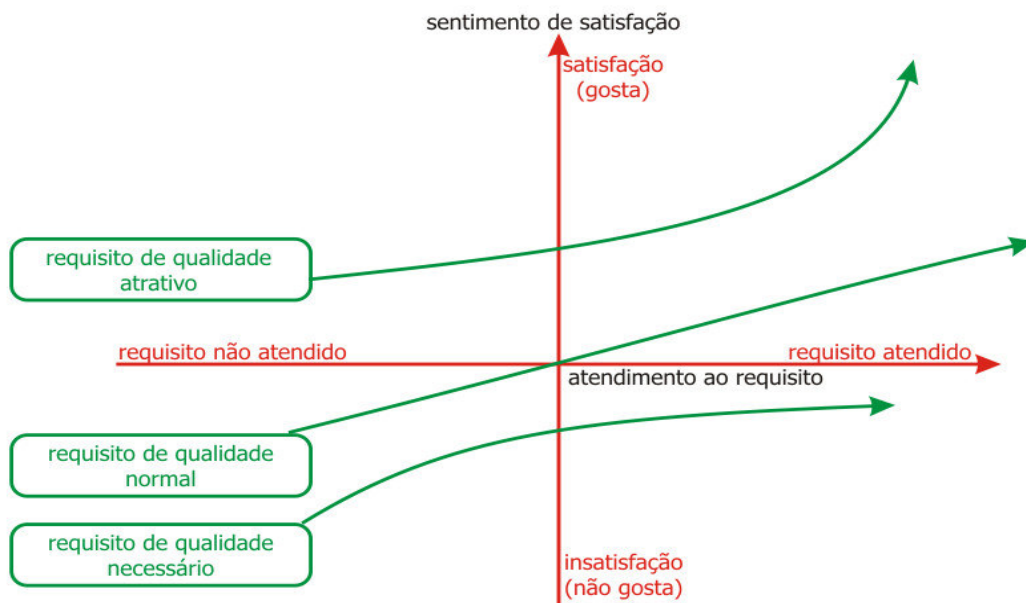 sentimento de satisfação
satisfação
(gosta)
requisito de qualidade
atrativo
requisito não atendido
requisito atendido
atendimento ao requisito
requisito de qualidade
normal
requisito de qualidade
necessário
insatisfação
(não gosta)